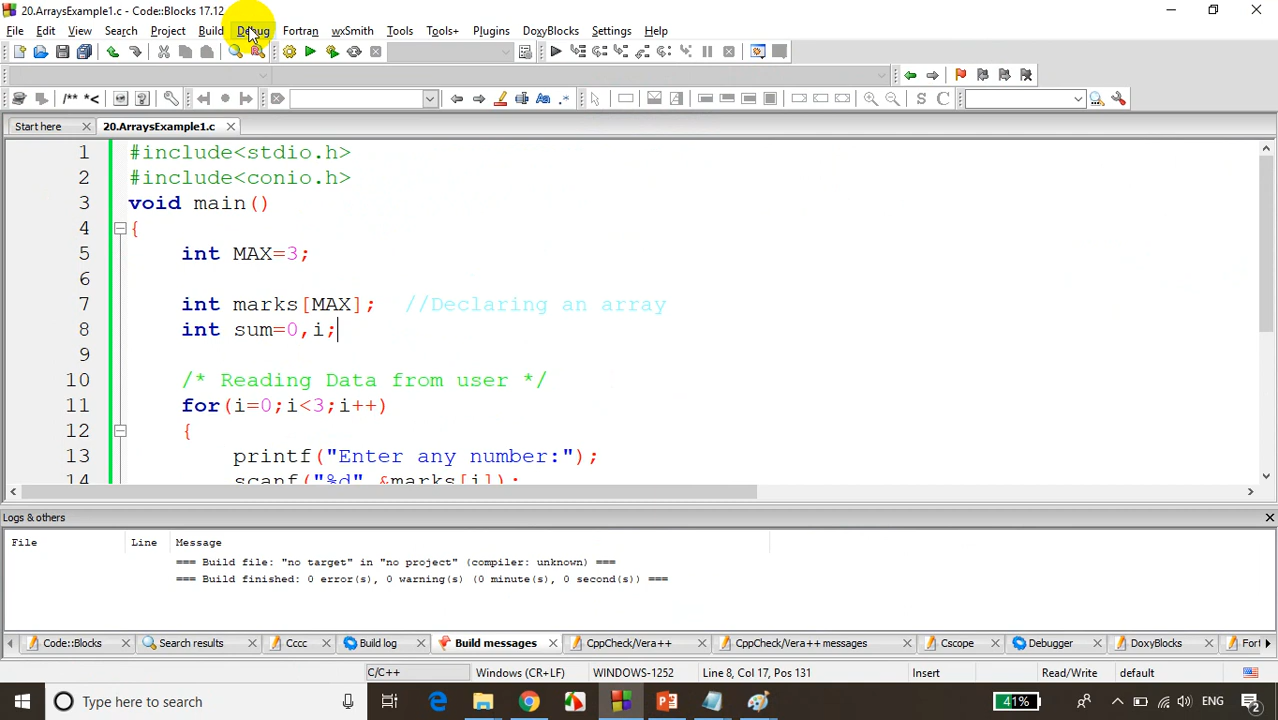 20.ArraysExample1.c - Code::Blocks 17.12
File Edit View Search Project Build Debug Fortran wxSmith Tools Tools+ Plugins DoxyBlocks Settings Help
/** *<
S C
Start here 20.ArraysExample1.c
1 #include<stdio.h>
2 #include<conio.h>
3 void main()
4 {
5 int MAX=3;
6
7 int marks[MAX]; //Declaring an array
8 int sum=0,i;
9
10 /* Reading Data from user */
11 for(i=0;i<3;i++)
12 {
13 printf("Enter any number:");
14 scanf("%d",&marks[i]);
Logs & others
File Line Message
=== Build file: "no target" in "no project" (compiler: unknown) ===
=== Build finished: 0 error(s), 0 warning(s) (0 minute(s), 0 second(s)) ===
Code::Blocks Search results Cccc Build log Build messages CppCheck/Vera++ CppCheck/Vera++ messages Cscope Debugger DoxyBlocks Fort
C/C++ Windows (CR+LF) WINDOWS-1252 Line 8, Col 17, Pos 131 Insert Read/Write default
Type here to search 41% ENG 2